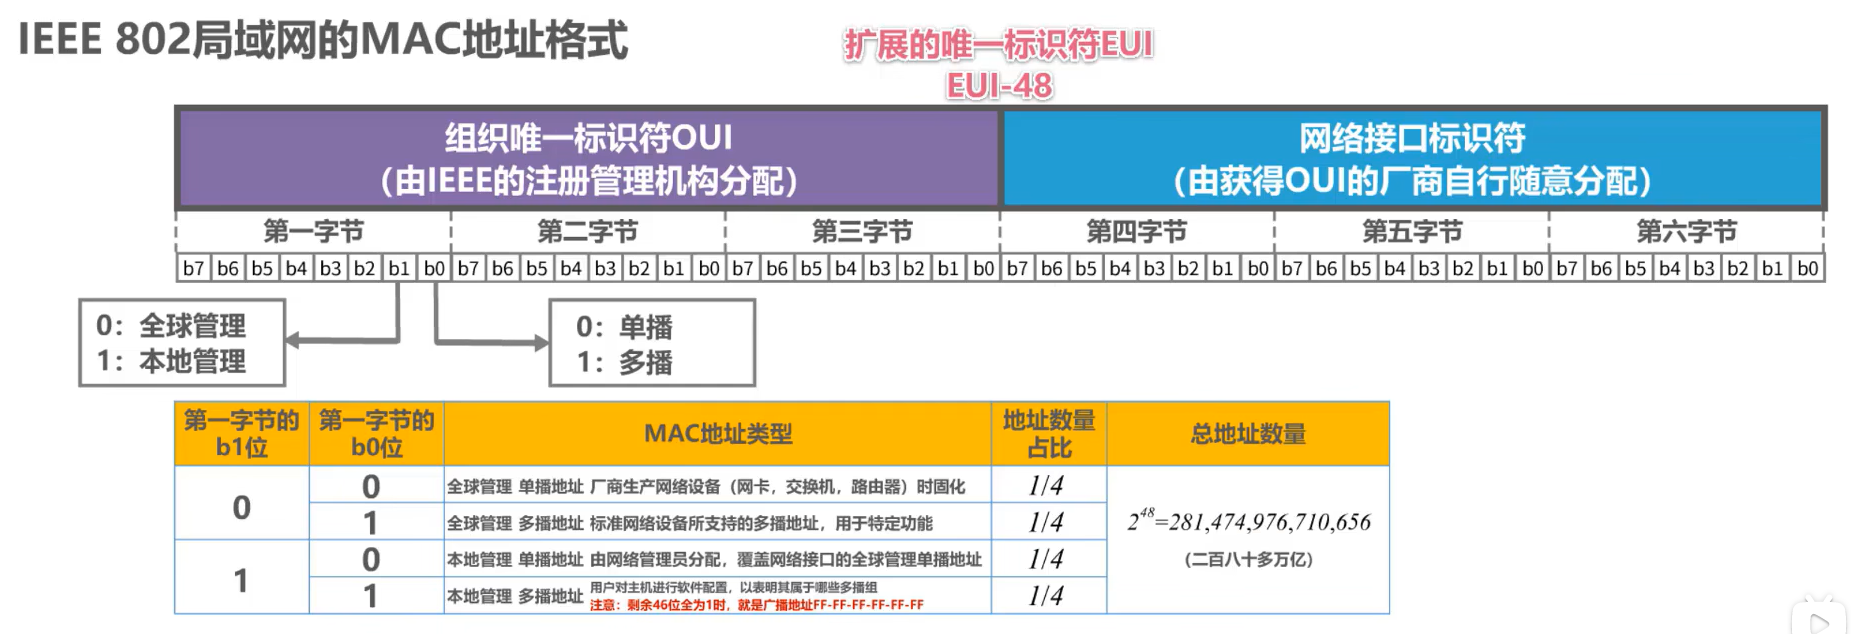 IEEE 802局域网的MAC地址格式
扩展的唯一标识符EUI
EUI-48
组织唯一标识符OUI
（由IEEE的注册管理机构分配）
网络接口标识符
（由获得OUI的厂商自行随意分配）
第一字节 第二字节 第三字节 第四字节 第五字节 第六字节
b7 b6 b5 b4 b3 b2 b1 b0 b7 b6 b5 b4 b3 b2 b1 b0 b7 b6 b5 b4 b3 b2 b1 b0 b7 b6 b5 b4 b3 b2 b1 b0 b7 b6 b5 b4 b3 b2 b1 b0 b7 b6 b5 b4 b3 b2 b1 b0
0：全球管理
1：本地管理
0：单播
1：多播
第一字节的
b1位
第一字节的
b0位
MAC地址类型
地址数量
占比
总地址数量
0
0
全球管理 单播地址 厂商生产网络设备（网卡，交换机，路由器）时固化
1/4
1
全球管理 多播地址 标准网络设备所支持的多播地址，用于特定功能
1/4
1
0
本地管理 单播地址 由网络管理员分配，覆盖网络接口的全球管理单播地址
1/4
1
本地管理 多播地址
用户对主机进行软件配置，以表明其属于哪些多播组
注意：剩余46位全为1时，就是广播地址FF-FF-FF-FF-FF-FF
1/4
2⁴⁸=281,474,976,710,656
（二百八十多万亿）